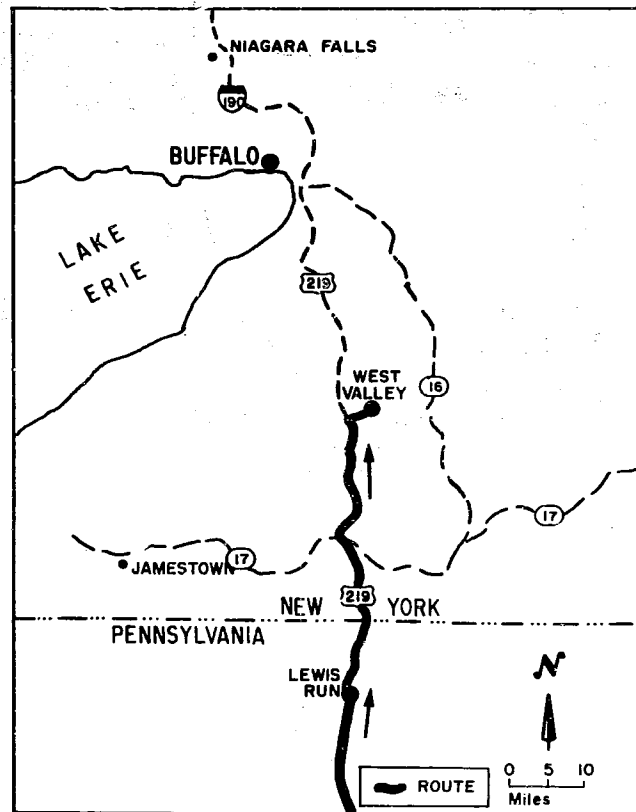 NIAGARA FALLS
190
BUFFALO
LAKE
ERIE
219
WEST
VALLEY
16
17
17
JAMESTOWN
219
NEW YORK
PENNSYLVANIA
LEWIS
RUN
N
ROUTE
0 5 10
Miles